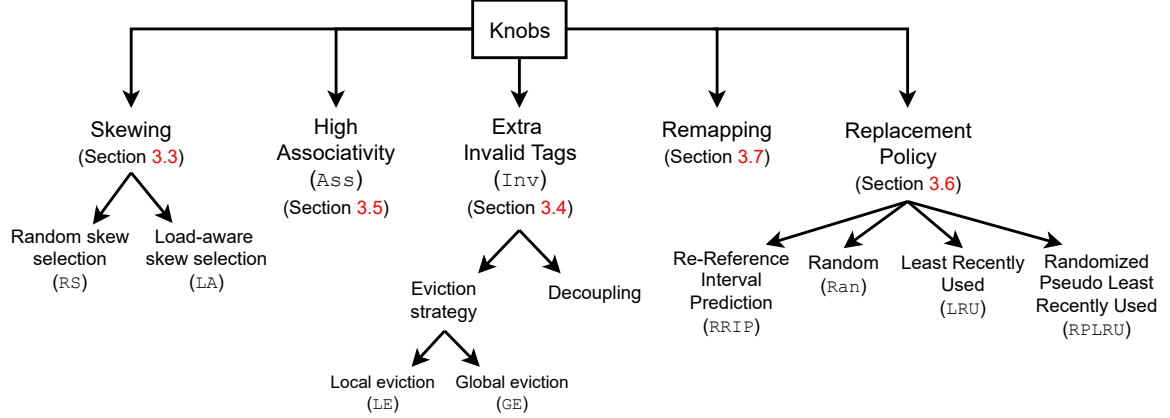 Knobs
Skewing
(Section 3.3)
High
Associativity
(Ass)
(Section 3.5)
Extra
Invalid Tags
(Inv)
(Section 3.4)
Remapping
(Section 3.7)
Replacement
Policy
(Section 3.6)
Random skew
selection
(RS)
Load-aware
skew selection
(LA)
Eviction
strategy
Decoupling
Local eviction
(LE)
Global eviction
(GE)
Re-Reference
Interval
Prediction
(RRIP)
Random
(Ran)
Least Recently
Used
(LRU)
Randomized
Pseudo Least
Recently Used
(RPLRU)